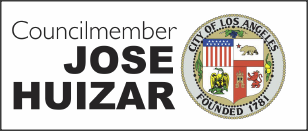 Councilmember
JOSE
HUIZAR
CITY OF LOS ANGELES
FOUNDED 1781